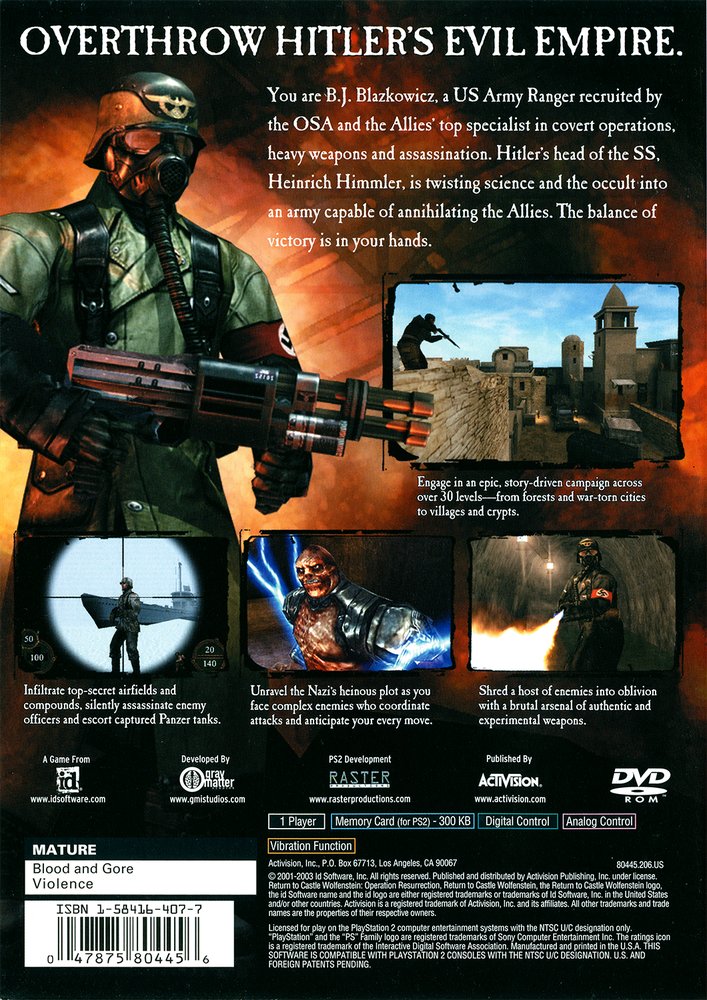 OVERTHROW HITLER'S EVIL EMPIRE.
You are B.J. Blazkowicz, a US Army Ranger recruited by
the OSA and the Allies' top specialist in covert operations,
heavy weapons and assassination. Hitler's head of the SS,
Heinrich Himmler, is twisting science and the occult into
an army capable of annihilating the Allies. The balance of
victory is in your hands.
Engage in an epic, story-driven campaign across
over 30 levels—from forests and war-torn cities
to villages and crypts.
50
100
20
140
Infiltrate top-secret airfields and
compounds, silently assassinate enemy
officers and escort captured Panzer tanks.
Unravel the Nazi's heinous plot as you
face complex enemies who coordinate
attacks and anticipate your every move.
Shred a host of enemies into oblivion
with a brutal arsenal of authentic and
experimental weapons.
A Game From
id
www.idsoftware.com
Developed By
gray matter
www.gmistudios.com
PS2 Development
RASTER
PRODUCTIONS
www.rasterproductions.com
Published By
ACTIVISION.
www.activision.com
DVD
ROM
1 Player
Memory Card (for PS2) - 300 KB
Digital Control
Analog Control
Vibration Function
MATURE
Blood and Gore
Violence
ISBN 1-58416-407-7
0 47875 80445 6
Activision, Inc., P.O. Box 67713, Los Angeles, CA 90067
80445.206.US
© 2001-2003 Id Software, Inc. All rights reserved. Published and distributed by Activision Publishing, Inc. under license.
Return to Castle Wolfenstein: Operation Resurrection, Return to Castle Wolfenstein, the Return to Castle Wolfenstein logo,
the id Software name and the id logo are either registered trademarks or trademarks of Id Software, Inc. in the United States
and/or other countries. Activision is a registered trademark of Activision, Inc. and its affiliates. All other trademarks and trade
names are the properties of their respective owners.
Licensed for play on the PlayStation 2 computer entertainment systems with the NTSC U/C designation only.
"PlayStation" and the "PS" Family logo are registered trademarks of Sony Computer Entertainment Inc. The ratings icon
is a registered trademark of the Interactive Digital Software Association. Manufactured and printed in the U.S.A. THIS
SOFTWARE IS COMPATIBLE WITH PLAYSTATION 2 CONSOLES WITH THE NTSC U/C DESIGNATION. U.S. AND
FOREIGN PATENTS PENDING.